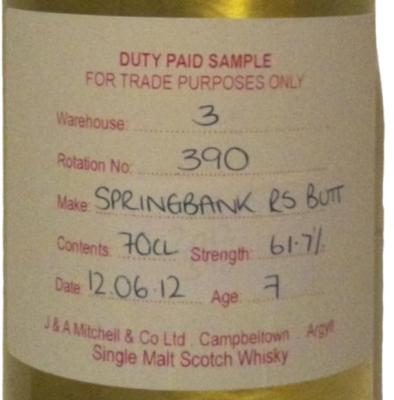 DUTY PAID SAMPLE
FOR TRADE PURPOSES ONLY
Warehouse: 3
Rotation No: 390
Make: SPRINGBANK RS BUTT
Contents: 70CL Strength: 61.7%
Date: 12.06.12 Age: 7
J & A Mitchell & Co Ltd . Campbeltown . Argyll
Single Malt Scotch Whisky